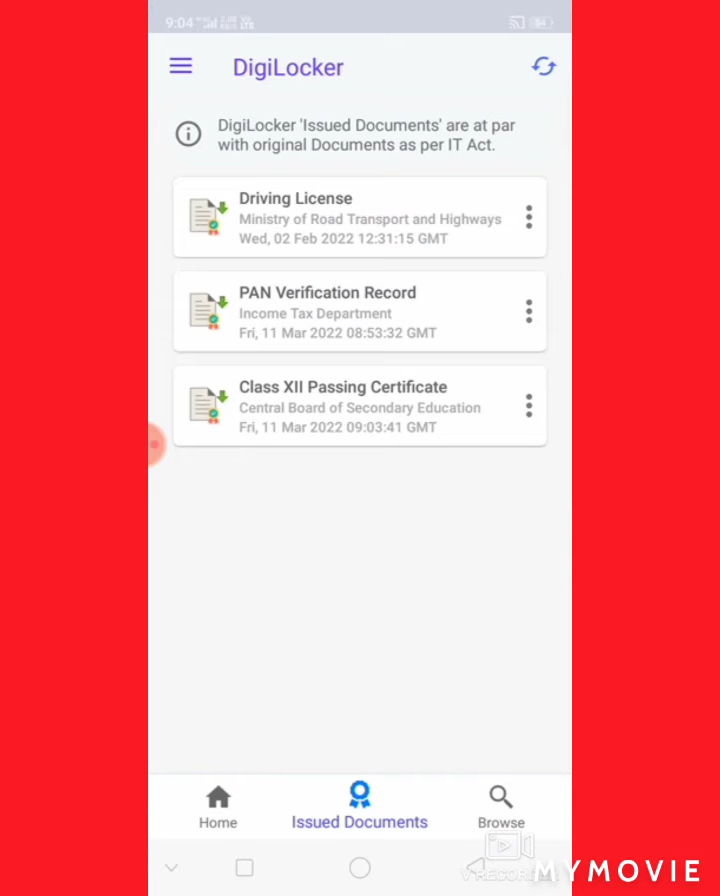 9:04
84
DigiLocker
DigiLocker 'Issued Documents' are at par
with original Documents as per IT Act.
Driving License
Ministry of Road Transport and Highways
Wed, 02 Feb 2022 12:31:15 GMT
PAN Verification Record
Income Tax Department
Fri, 11 Mar 2022 08:53:32 GMT
Class XII Passing Certificate
Central Board of Secondary Education
Fri, 11 Mar 2022 09:03:41 GMT
Home
Issued Documents
Browse
MYMOVIE